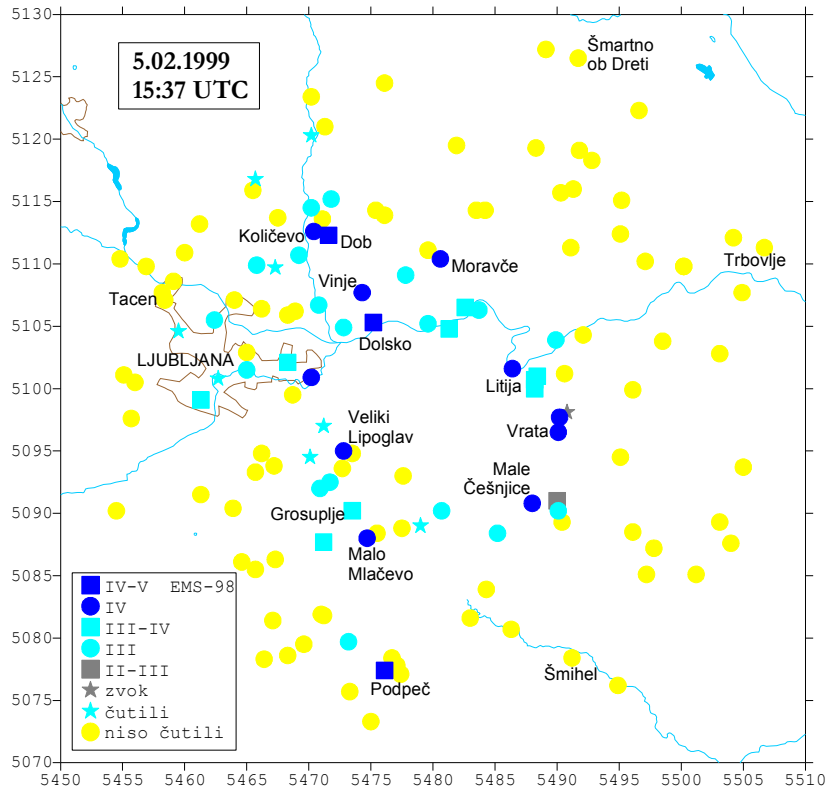 5130
5.02.1999
15:37 UTC
Šmartno
ob Dreti
5125
5120
5115
Količevo
Dob
Moravče
Trbovlje
5110
Vinje
Tacen
5105
Dolsko
LJUBLJANA
Litija
5100
Veliki
Lipoglav
Vrata
5095
Male
Češnjice
5090
Grosuplje
Malo
Mlačevo
5085
IV-V EMS-98
IV
III-IV
III
II-III
zvok
čutili
niso čutili
5080
Šmihel
Podpeč
5075
5070
5450 5455 5460 5465 5470 5475 5480 5485 5490 5495 5500 5505 5510